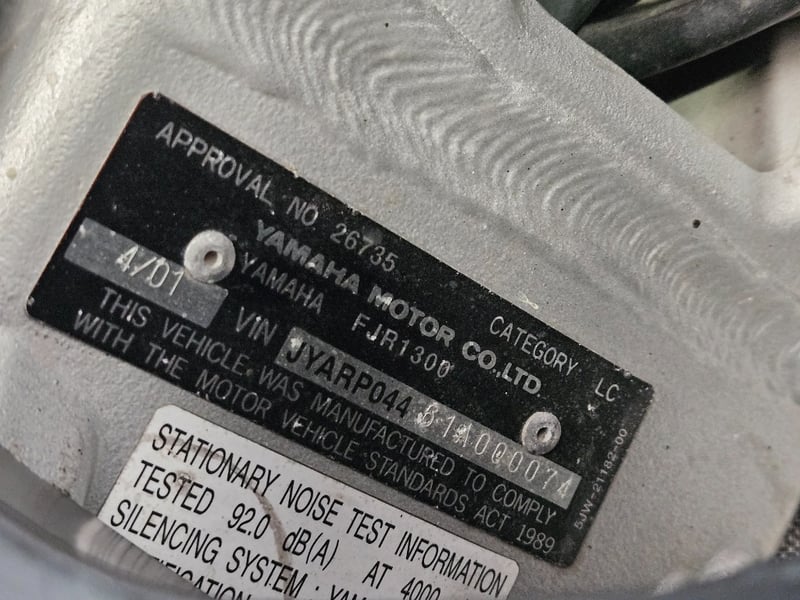 APPROVAL NO 26735 CATEGORY LC
YAMAHA MOTOR CO.,LTD.
4/01 YAMAHA FJR1300
VIN JYARP044
THIS VEHICLE WAS MANUFACTURED TO COMPLY
WITH THE MOTOR VEHICLE STANDARDS ACT 1989
5JW-21182-00
STATIONARY NOISE TEST INFORMATION
TESTED 92.0 dB(A) AT 4000
SILENCING SYSTEM :